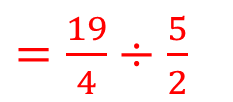 = 19/4 ÷ 5/2